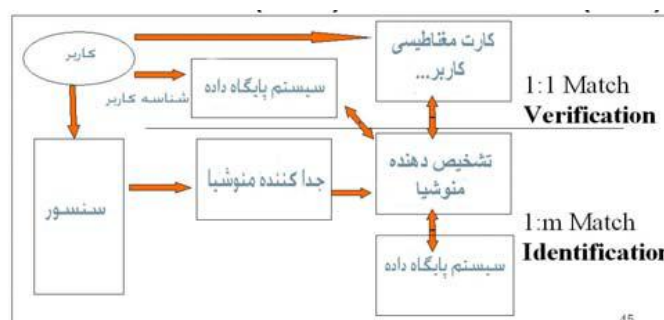 کاربر
کارت مغناطیسی
کاربر...
سیستم پایگاه داده
شناسه کاربر
1:1 Match
Verification
تشخیص دهنده
منوشیا
جدا کننده منوشیا
سنسور
1:m Match
Identification
سیستم پایگاه داده
45